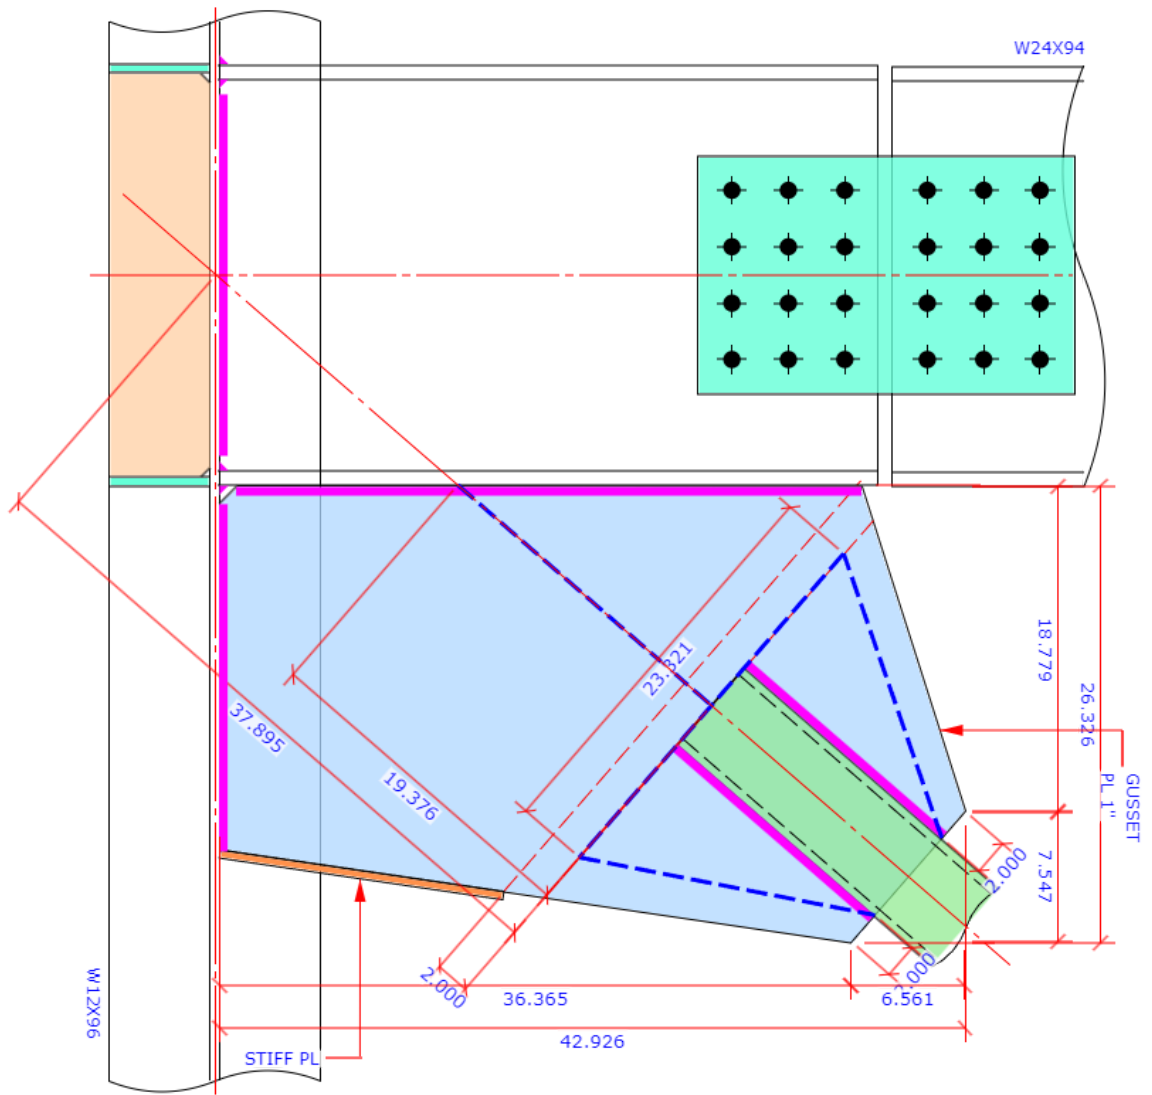 W24X94
18.779
26.326
23.321
37.895
19.376
GUSSET
PL 1"
7.547
2.000
2.000
2.000
W12X96
36.365
6.561
42.926
STIFF PL